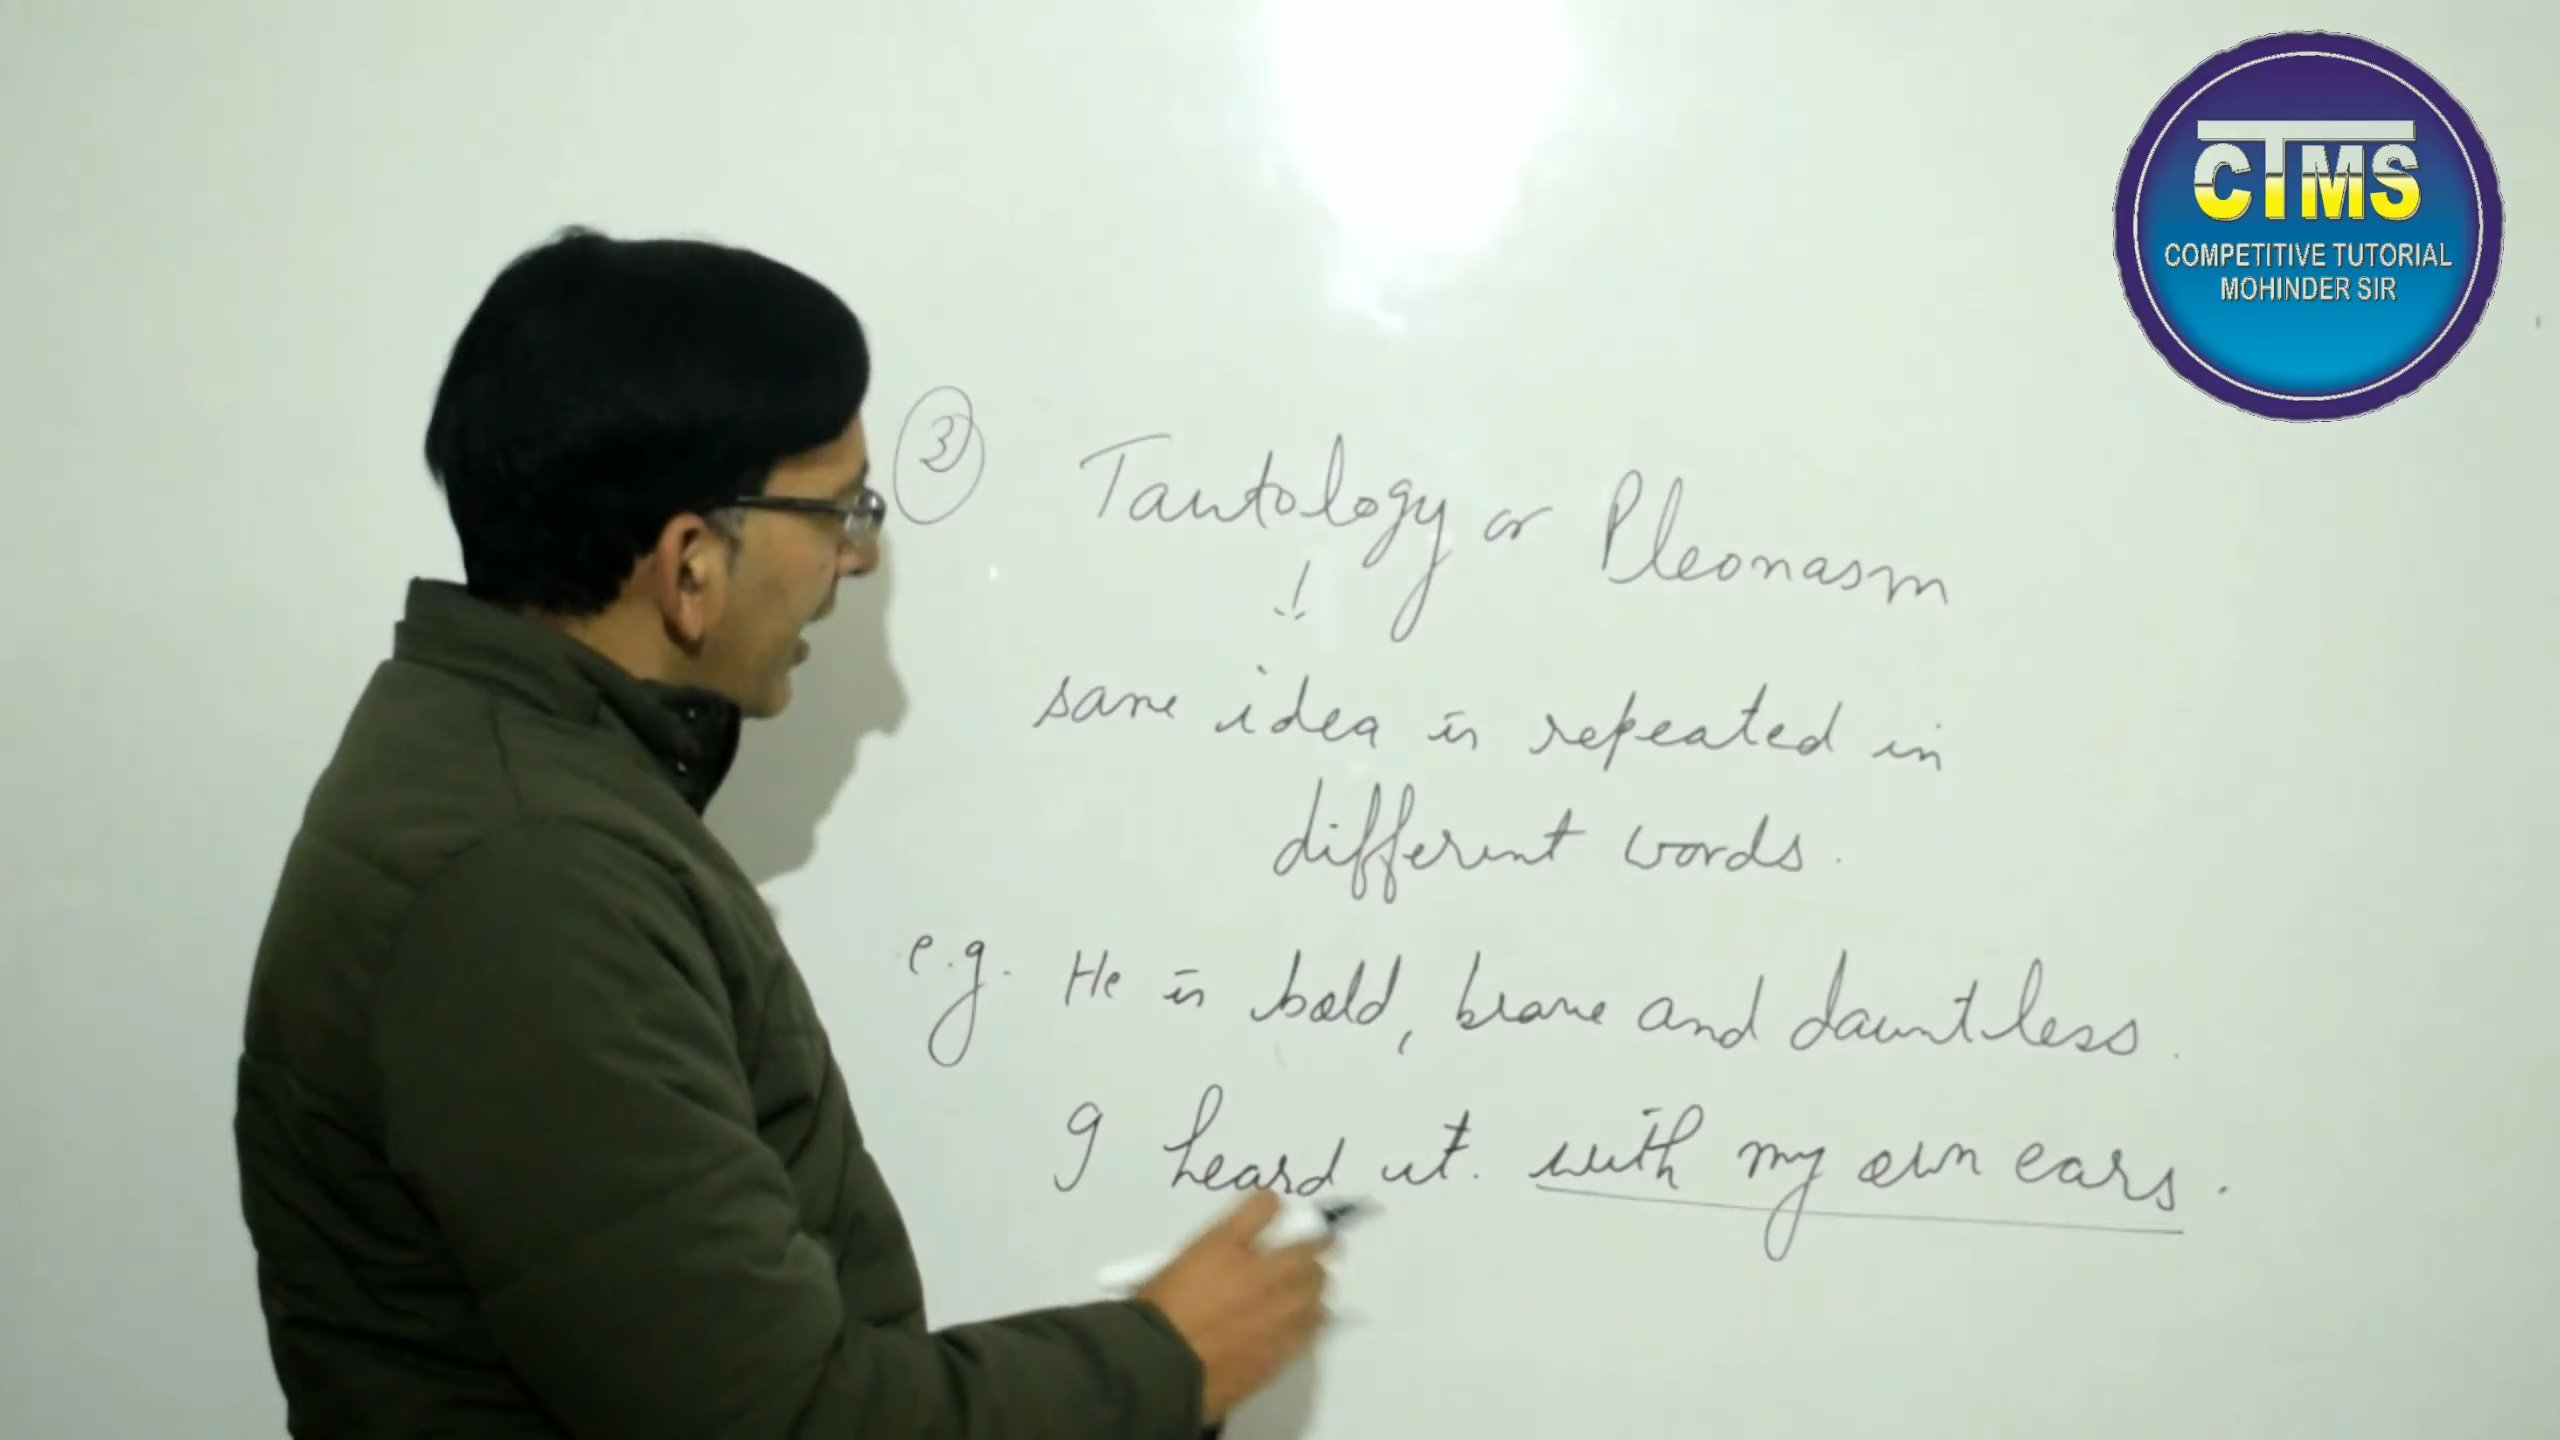 CTMS
COMPETITIVE TUTORIAL
MOHINDER SIR
3 Tautology or Pleonasm
same idea is repeated in
different words.
e.g. He is bold, brave and dauntless.
I heard it. with my own ears.